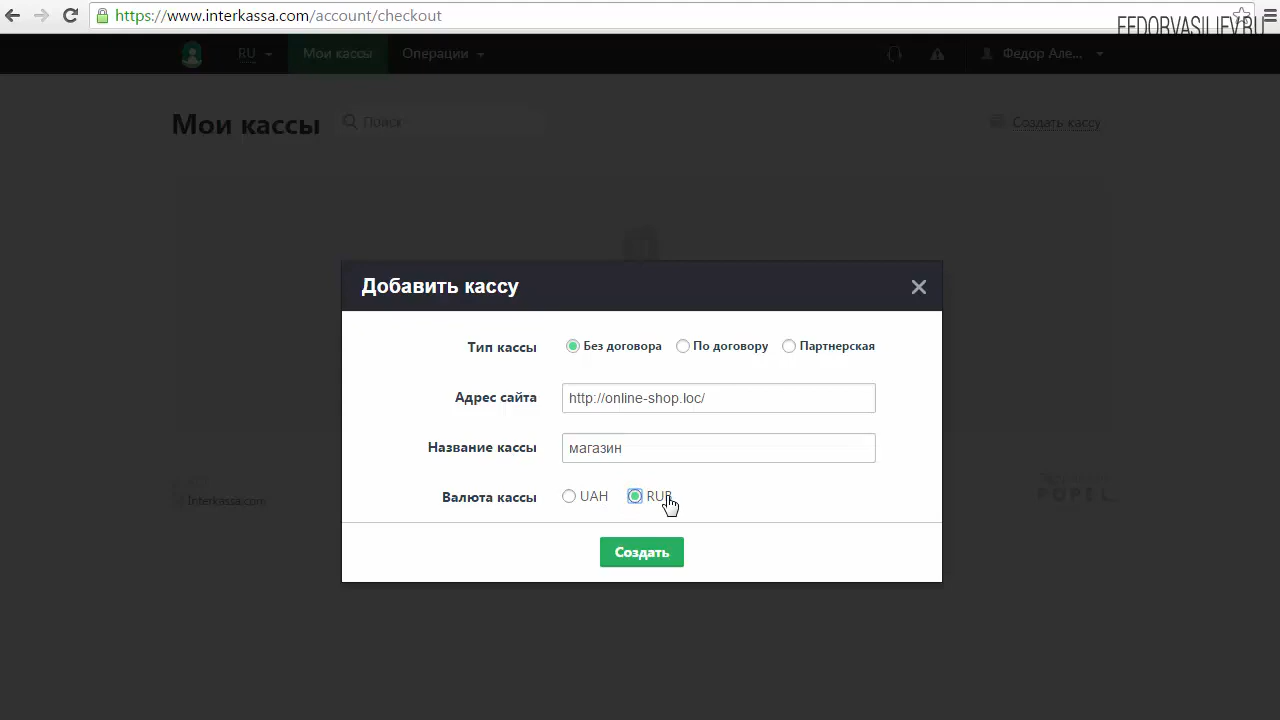 https://www.interkassa.com/account/checkout
FEDORVASILIEV.RU
RU
Мои кассы
Операции
Федор Але...
Мои кассы
Поиск
Создать кассу
Добавить кассу
Тип кассы
Без договора
По договору
Партнерская
Адрес сайта
http://online-shop.loc/
Название кассы
магазин
Валюта кассы
UAH
RUB
Создать
Interkassa.com